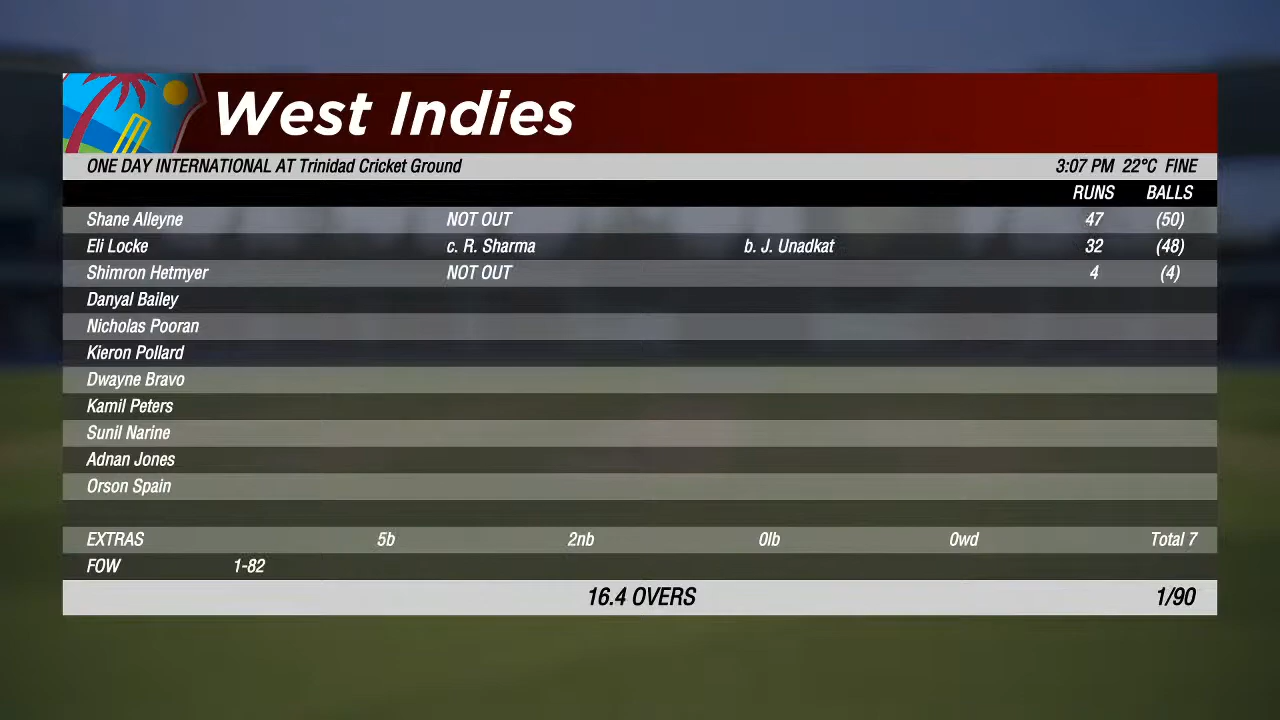 West Indies
ONE DAY INTERNATIONAL AT Trinidad Cricket Ground 3:07 PM 22°C FINE
RUNS BALLS
Shane Alleyne NOT OUT 47 (50)
Eli Locke c. R. Sharma b. J. Unadkat 32 (48)
Shimron Hetmyer NOT OUT 4 (4)
Danyal Bailey
Nicholas Pooran
Kieron Pollard
Dwayne Bravo
Kamil Peters
Sunil Narine
Adnan Jones
Orson Spain
EXTRAS 5b 2nb 0lb 0wd Total 7
FOW 1-82
16.4 OVERS 1/90